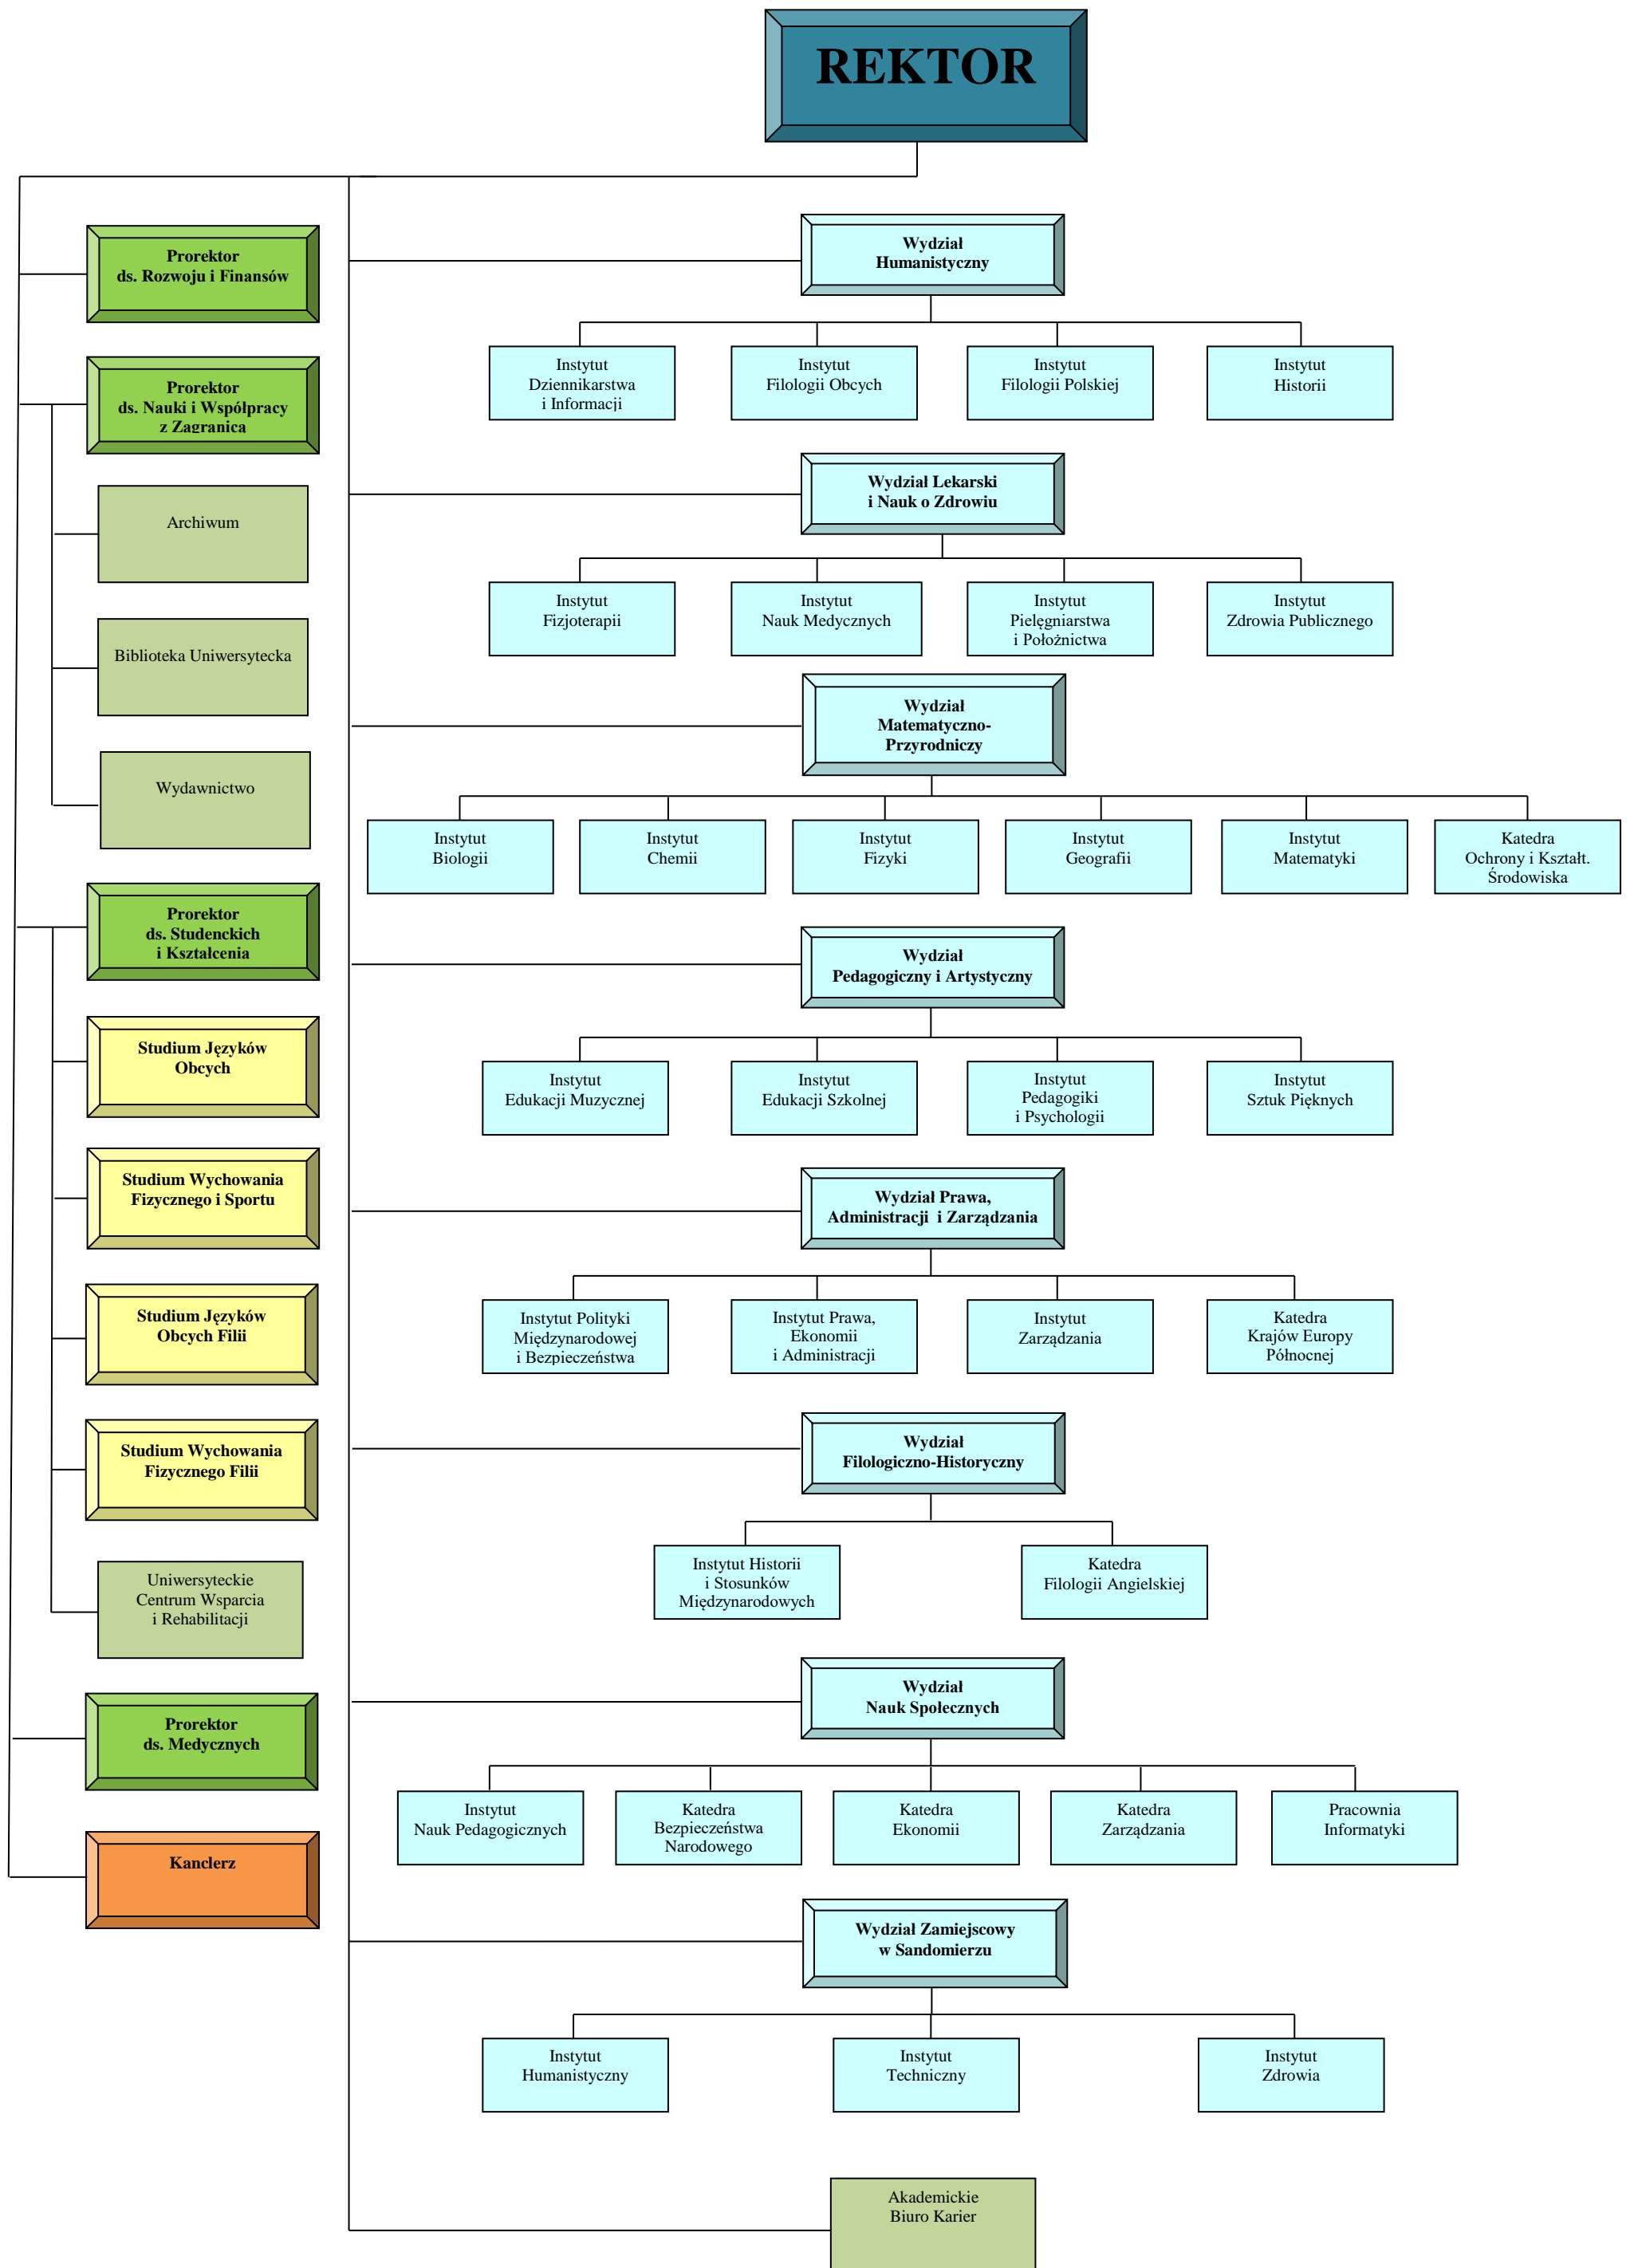 REKTOR
Prorektor
ds. Rozwoju i Finansów
Prorektor
ds. Nauki i Współpracy
z Zagranicą
Archiwum
Biblioteka Uniwersytecka
Wydawnictwo
Prorektor
ds. Studenckich
i Kształcenia
Studium Języków
Obcych
Studium Wychowania
Fizycznego i Sportu
Studium Języków
Obcych Filii
Studium Wychowania
Fizycznego Filii
Uniwersyteckie
Centrum Wsparcia
i Rehabilitacji
Prorektor
ds. Medycznych
Kanclerz
Wydział
Humanistyczny
Instytut
Dziennikarstwa
i Informacji
Instytut
Filologii Obcych
Instytut
Filologii Polskiej
Instytut
Historii
Wydział Lekarski
i Nauk o Zdrowiu
Instytut
Fizjoterapii
Instytut
Nauk Medycznych
Instytut
Pielęgniarstwa
i Położnictwa
Instytut
Zdrowia Publicznego
Wydział
Matematyczno-
Przyrodniczy
Instytut
Biologii
Instytut
Chemii
Instytut
Fizyki
Instytut
Geografii
Instytut
Matematyki
Katedra
Ochrony i Kształt.
Środowiska
Wydział
Pedagogiczny i Artystyczny
Instytut
Edukacji Muzycznej
Instytut
Edukacji Szkolnej
Instytut
Pedagogiki
i Psychologii
Instytut
Sztuk Pięknych
Wydział Prawa,
Administracji i Zarządzania
Instytut Polityki
Międzynarodowej
i Bezpieczeństwa
Instytut Prawa,
Ekonomii
i Administracji
Instytut
Zarządzania
Katedra
Krajów Europy
Północnej
Wydział
Filologiczno-Historyczny
Instytut Historii
i Stosunków
Międzynarodowych
Katedra
Filologii Angielskiej
Wydział
Nauk Społecznych
Instytut
Nauk Pedagogicznych
Katedra
Bezpieczeństwa
Narodowego
Katedra
Ekonomii
Katedra
Zarządzania
Pracownia
Informatyki
Wydział Zamiejscowy
w Sandomierzu
Instytut
Humanistyczny
Instytut
Techniczny
Instytut
Zdrowia
Akademickie
Biuro Karier